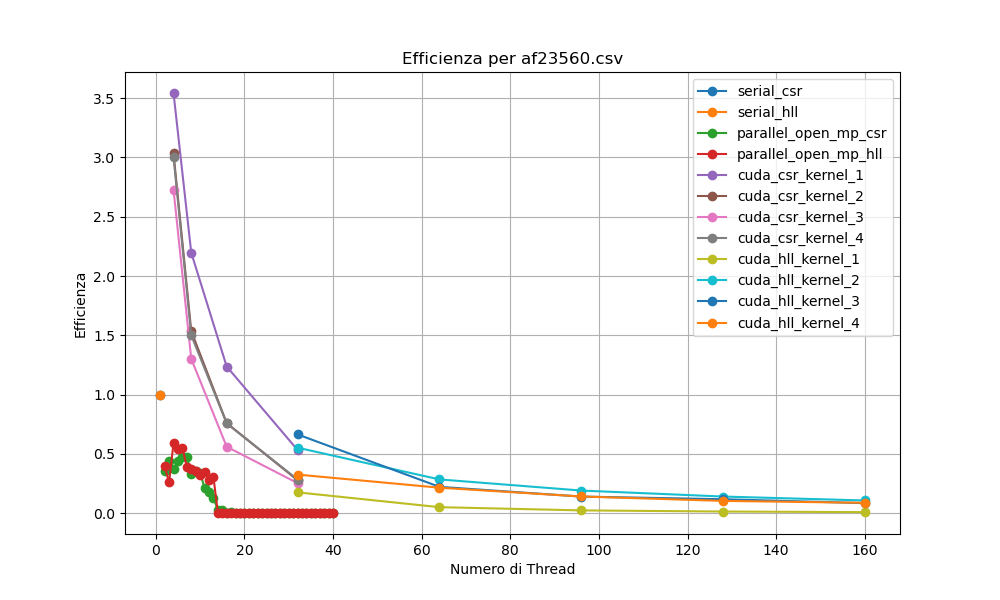 Efficienza per af23560.csv
Efficienza
3.5
3.0
2.5
2.0
1.5
1.0
0.5
0.0
serial_csr
serial_hll
parallel_open_mp_csr
parallel_open_mp_hll
cuda_csr_kernel_1
cuda_csr_kernel_2
cuda_csr_kernel_3
cuda_csr_kernel_4
cuda_hll_kernel_1
cuda_hll_kernel_2
cuda_hll_kernel_3
cuda_hll_kernel_4
0 20 40 60 80 100 120 140 160
Numero di Thread